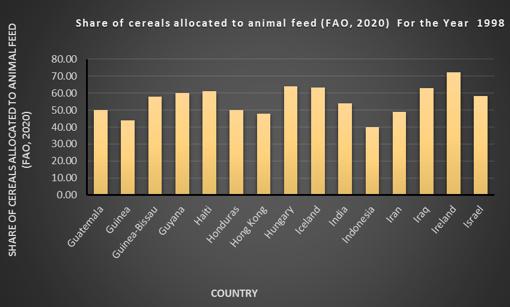 Share of cereals allocated to animal feed (FAO, 2020) For the Year 1998
SHARE OF CEREALS ALLOCATED TO ANIMAL FEED
(FAO, 2020)
80.00
70.00
60.00
50.00
40.00
30.00
20.00
10.00
0.00
Guatemala
Guinea
Guinea-Bissau
Guyana
Haiti
Honduras
Hong Kong
Hungary
Iceland
India
Indonesia
Iran
Iraq
Ireland
Israel
COUNTRY